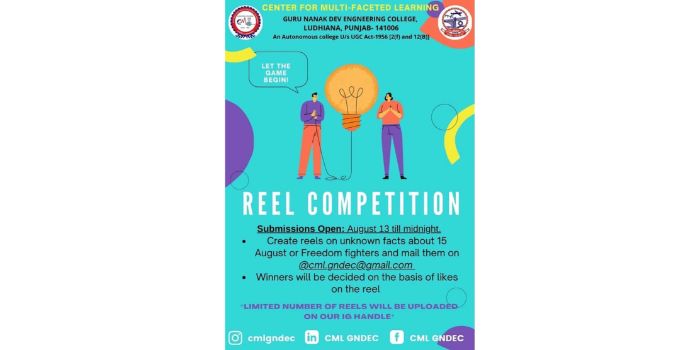 CENTER FOR MULTI-FACETED LEARNING
GURU NANAK DEV ENGNEERING COLLEGE,
LUDHIANA, PUNJAB- 141006
An Autonomous college U/s UGC Act-1956 [2(f) and 12(B)]
LET THE
GAME
BEGIN!
REEL COMPETITION
Submissions Open: August 13 till midnight.
• Create reels on unknown facts about 15
August or Freedom fighters and mail them on
@cml.gndec@gmail.com
• Winners will be decided on the basis of likes
on the reel
"LIMITED NUMBER OF REELS WILL BE UPLOADED
ON OUR IG HANDLE"
cmlgndec CML GNDEC CML GNDEC